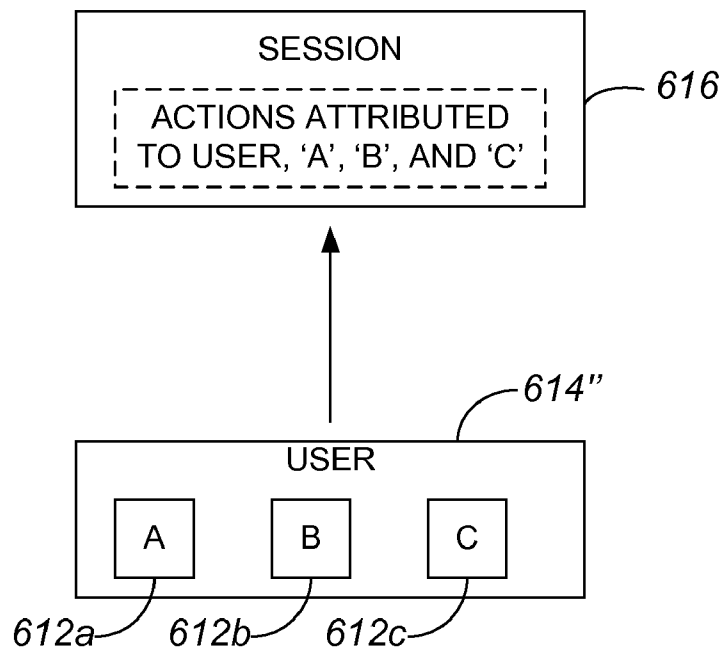 SESSION
616
ACTIONS ATTRIBUTED
TO USER, ‘A’, ‘B’, AND ‘C’
614"
USER
A B C
612a 612b 612c